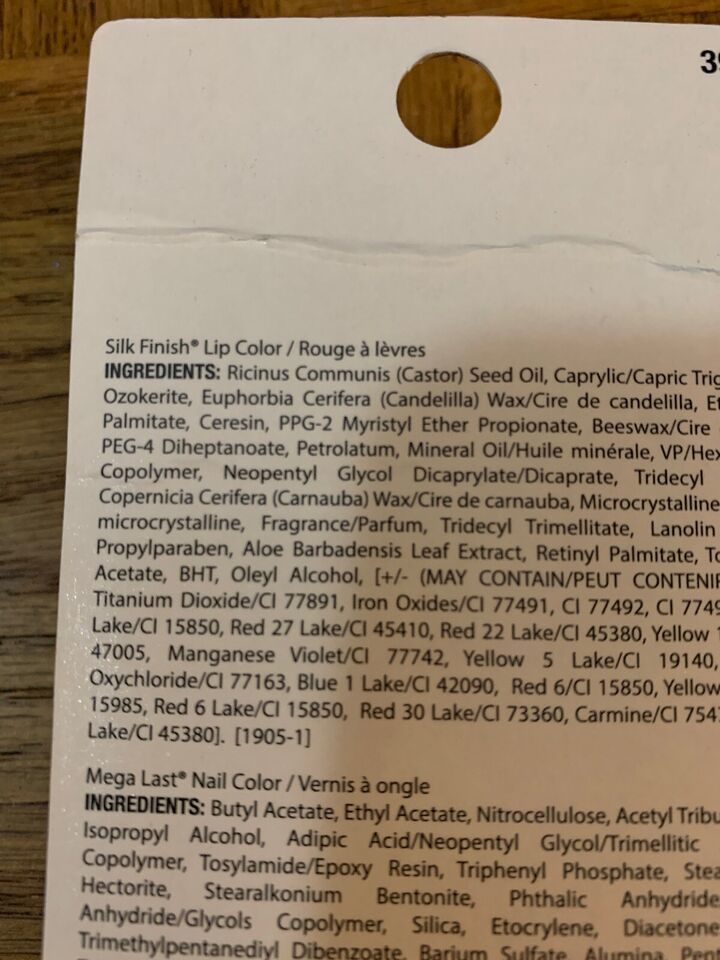 39
Silk Finish® Lip Color / Rouge à lèvres
INGREDIENTS: Ricinus Communis (Castor) Seed Oil, Caprylic/Capric
Ozokerite, Euphorbia Cerifera (Candelilla) Wax/Cire de candelilla,
Palmitate, Ceresin, PPG-2 Myristyl Ether Propionate, Beeswax/Cire
PEG-4 Diheptanoate, Petrolatum, Mineral Oil/Huile minérale,
Copolymer, Neopentyl Glycol Dicaprylate/Dicaprate, Tridecyl
Copernicia Cerifera (Carnauba) Wax/Cire de carnauba, Microcrystalline
microcrystalline, Fragrance/Parfum, Tridecyl Trimellitate, Lanolin
Propylparaben, Aloe Barbadensis Leaf Extract, Retinyl Palmitate,
Acetate, BHT, Oleyl Alcohol, [+/- (MAY CONTAIN/PEUT CONTENIR
Titanium Dioxide/CI 77891, Iron Oxides/CI 77491, CI 77492, CI
Lake/CI 15850, Red 27 Lake/CI 45410, Red 22 Lake/CI 45380, Yellow
47005, Manganese Violet/CI 77742, Yellow 5 Lake/CI 19140,
Oxychloride/CI 77163, Blue 1 Lake/CI 42090, Red 6/CI 15850, Yellow
15985, Red 6 Lake/CI 15850, Red 30 Lake/CI 73360, Carmine/CI
Lake/CI 45380]. [1905-1]
Mega Last® Nail Color / Vernis à ongle
INGREDIENTS: Butyl Acetate, Ethyl Acetate, Nitrocellulose, Acetyl
Isopropyl Alcohol, Adipic Acid/Neopentyl Glycol/Trimellitic
Copolymer, Tosylamide/Epoxy Resin, Triphenyl Phosphate,
Hectorite, Stearalkonium Bentonite, Phthalic Anhydride
Anhydride/Glycols Copolymer, Silica, Etocrylene, Diacetone
Trimethylpentanediyl Dibenzoate, Barium Sulfate, Alumina,